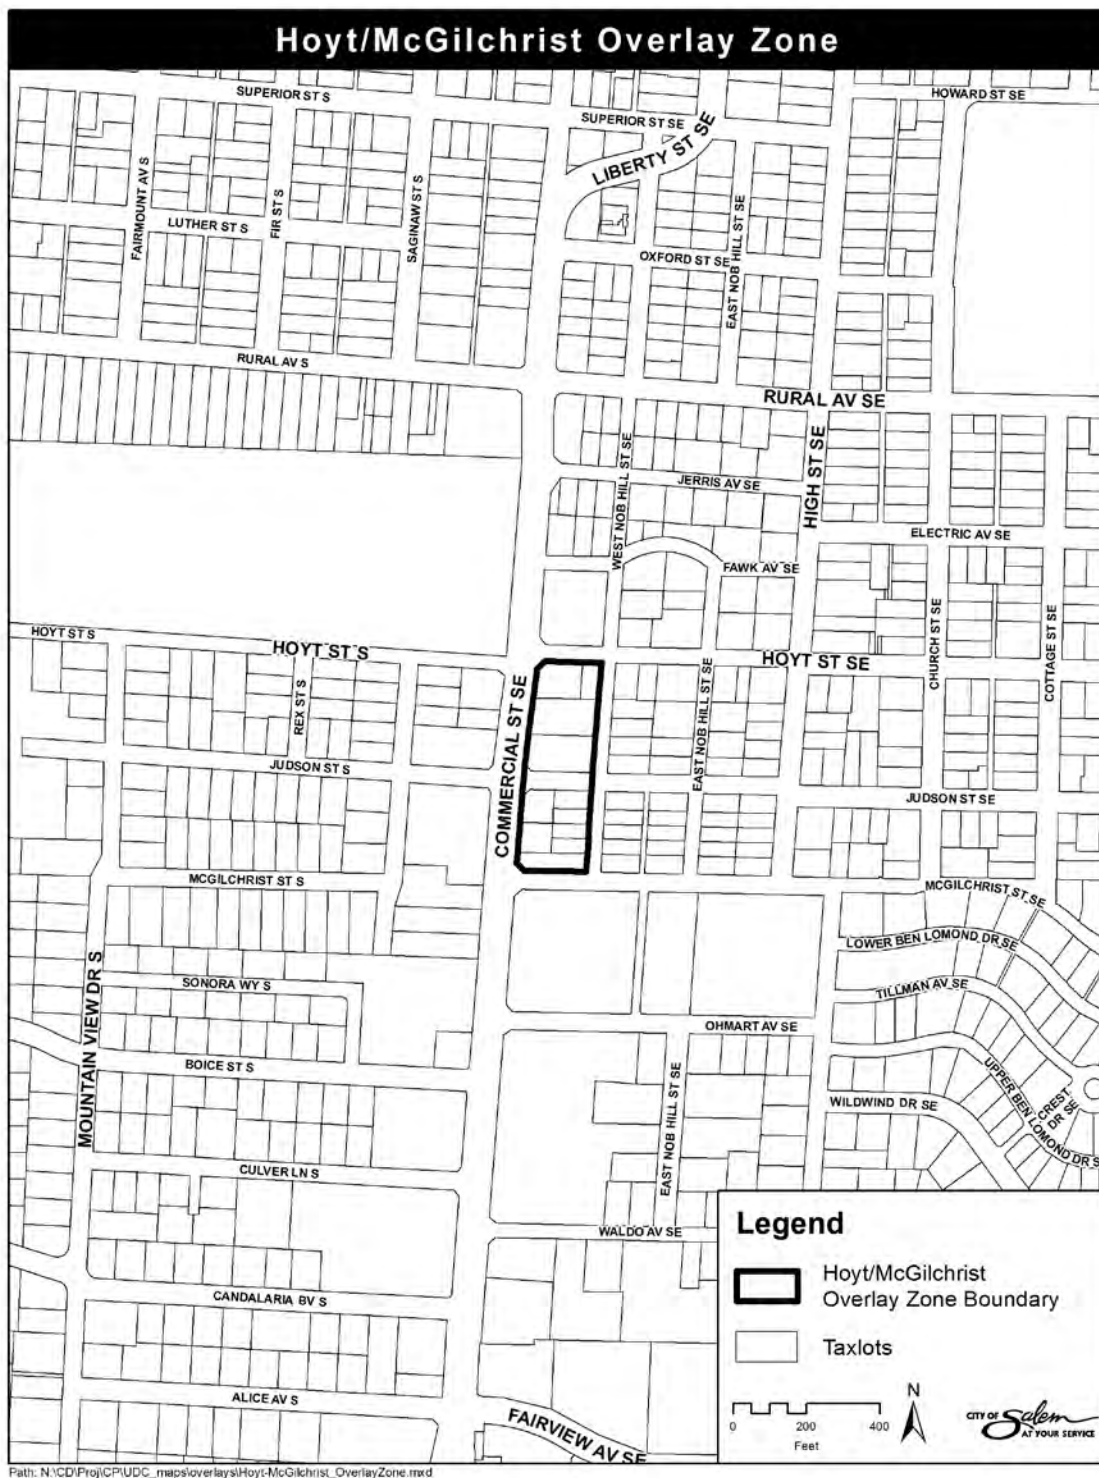 Hoyt/McGilchrist Overlay Zone
SUPERIOR ST S
HOWARD ST SE
SUPERIOR ST SE
LIBERTY ST SE
FAIRMOUNT AV S
LUTHER ST S
FIR ST S
SAGINAW ST S
OXFORD ST SE
EAST NOB HILL ST SE
RURAL AV S
RURAL AV SE
WEST NOB HILL ST SE
JERRIS AV SE
HIGH ST SE
ELECTRIC AV SE
FAWK AV SE
HOYT ST S
HOYT ST S
HOYT ST SE
CHURCH ST SE
COTTAGE ST SE
REX ST S
COMMERCIAL ST SE
EAST NOB HILL ST SE
JUDSON ST S
JUDSON ST SE
MCGILCHRIST ST S
MCGILCHRIST ST SE
LOWER BEN LOMOND DR SE
MOUNTAIN VIEW DR S
SONORA WY S
TILLMAN AV SE
OHMART AV SE
BOICE ST S
UPPER BEN LOMOND DR S
CREST
DR SE
WILDWIND DR SE
EAST NOB HILL ST SE
CULVER LN S
WALDO AV SE
CANDALARIA BV S
ALICE AV S
FAIRVIEW AV SE
Legend
Hoyt/McGilchrist
Overlay Zone Boundary
Taxlots
N
0 200 400
Feet
CITY OF Salem
AT YOUR SERVICE
Path: N:\CD\Proj\CP\UDC_maps\overlays\Hoyt-McGilchrist_OverlayZone.mxd